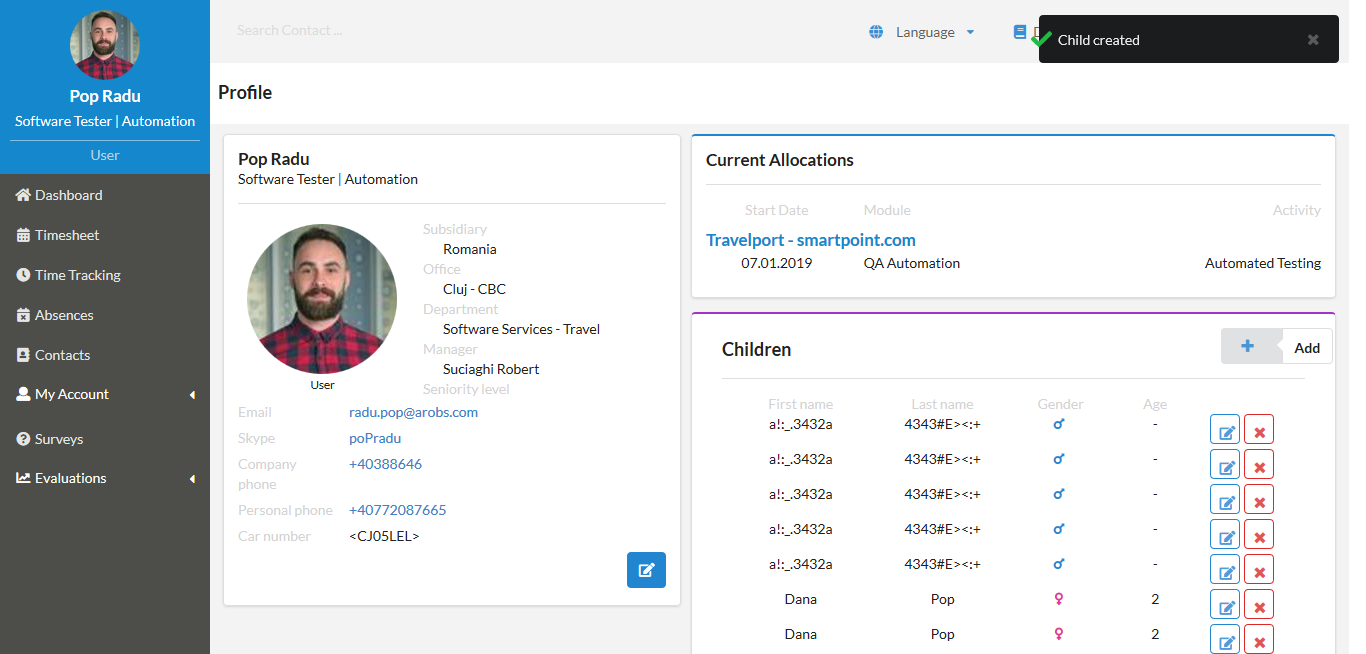 Pop Radu
Software Tester | Automation
User
Dashboard
Timesheet
Time Tracking
Absences
Contacts
My Account
Surveys
Evaluations
Search Contact ...
Language
Child created
Profile
Pop Radu
Software Tester | Automation
User
Subsidiary
Romania
Office
Cluj - CBC
Department
Software Services - Travel
Manager
Suciaghi Robert
Seniority level
Email radu.pop@arobs.com
Skype poPradu
Company phone +40388646
Personal phone +40772087665
Car number <CJ05LEL>
Current Allocations
Start Date Module Activity
Travelport - smartpoint.com
07.01.2019 QA Automation Automated Testing
Children
Add
First name Last name Gender Age
a!:_.3432a 4343#E><:+ ♂ -
a!:_.3432a 4343#E><:+ ♂ -
a!:_.3432a 4343#E><:+ ♂ -
a!:_.3432a 4343#E><:+ ♂ -
a!:_.3432a 4343#E><:+ ♂ -
Dana Pop ♀ 2
Dana Pop ♀ 2